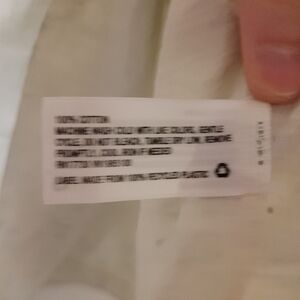 100% COTTON
MACHINE WASH COLD WITH LIKE COLORS, GENTLE
CYCLE. DO NOT BLEACH. TUMBLE DRY LOW. REMOVE
PROMPTLY. COOL IRON IF NEEDED
LABEL MADE FROM 100% RECYCLED PLASTIC